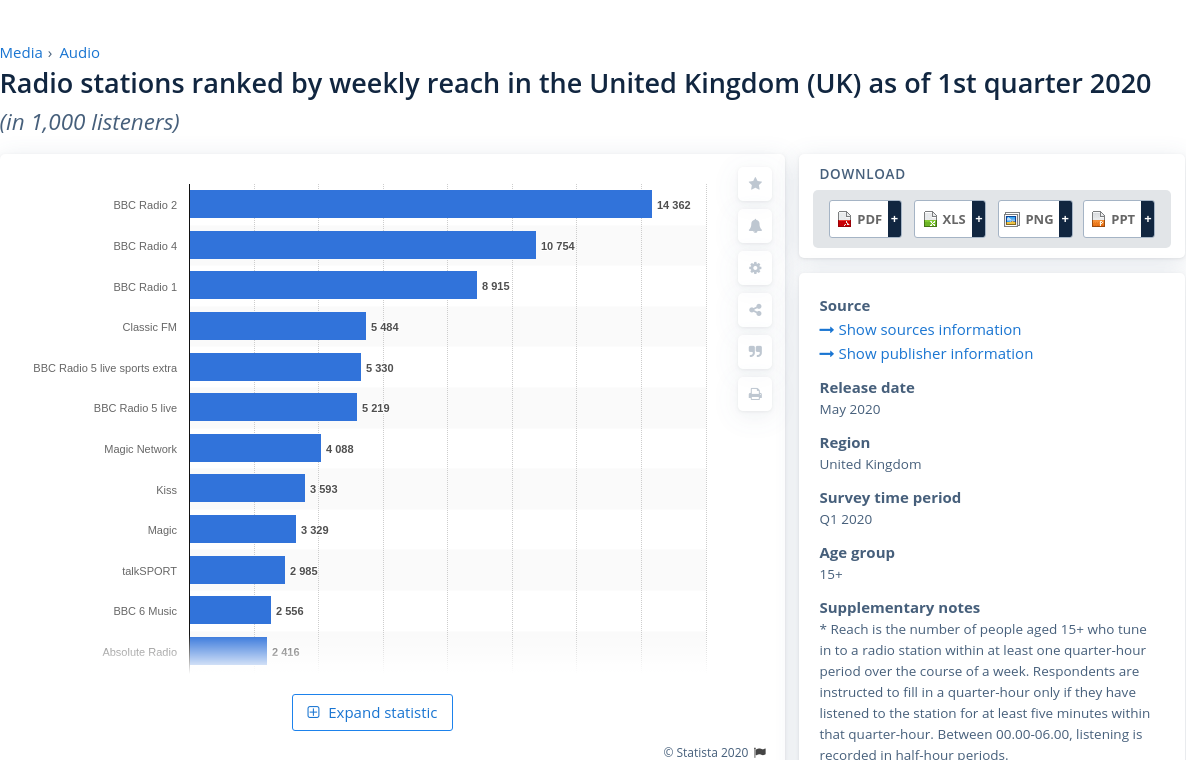 Media › Audio
Radio stations ranked by weekly reach in the United Kingdom (UK) as of 1st quarter 2020
(in 1,000 listeners)
BBC Radio 2 14 362
BBC Radio 4 10 754
BBC Radio 1 8 915
Classic FM 5 484
BBC Radio 5 live sports extra 5 330
BBC Radio 5 live 5 219
Magic Network 4 088
Kiss 3 593
Magic 3 329
talkSPORT 2 985
BBC 6 Music 2 556
Absolute Radio 2 416
Expand statistic
© Statista 2020
DOWNLOAD
PDF + XLS + PNG + PPT +
Source
Show sources information
Show publisher information
Release date
May 2020
Region
United Kingdom
Survey time period
Q1 2020
Age group
15+
Supplementary notes
* Reach is the number of people aged 15+ who tune
in to a radio station within at least one quarter-hour
period over the course of a week. Respondents are
instructed to fill in a quarter-hour only if they have
listened to the station for at least five minutes within
that quarter-hour. Between 00.00-06.00, listening is
recorded in half-hour periods.